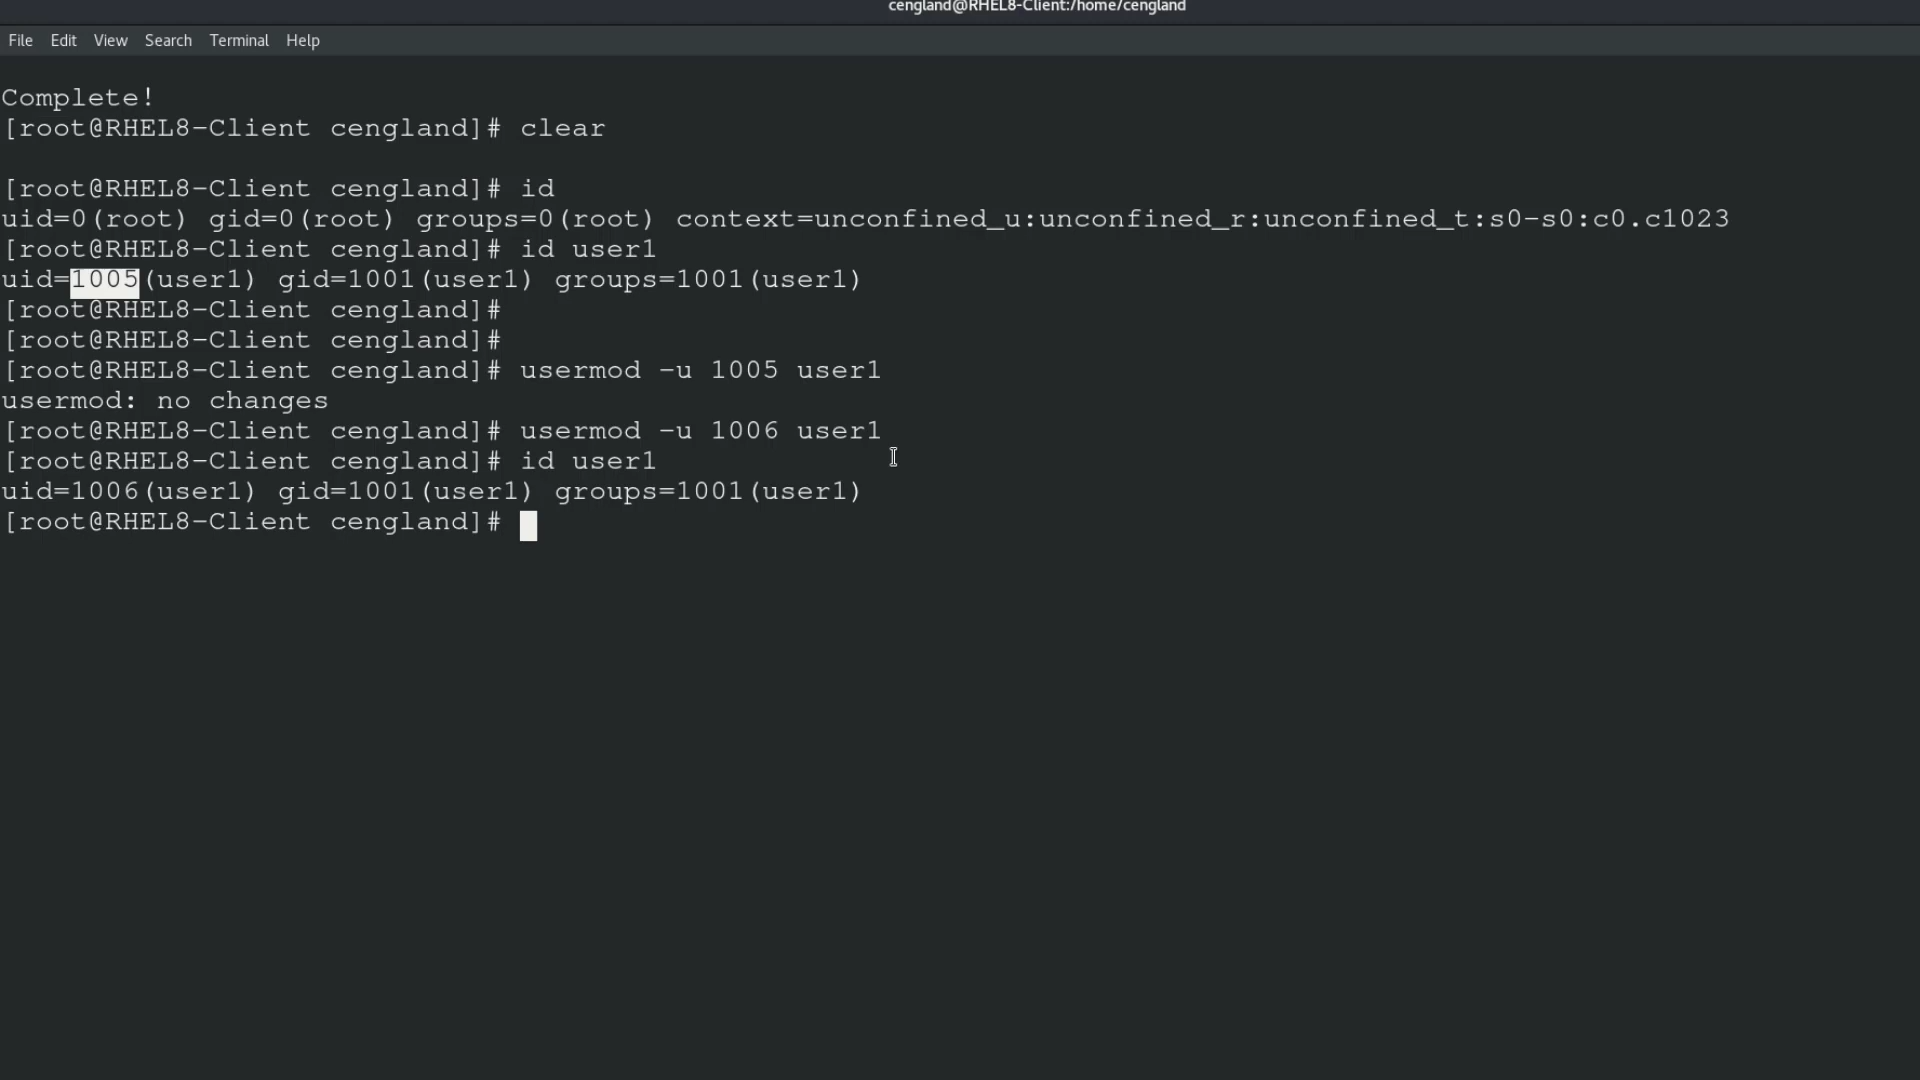 cengland@RHEL8-Client:/home/cengland
File Edit View Search Terminal Help
Complete!
[root@RHEL8-Client cengland]# clear
[root@RHEL8-Client cengland]# id
uid=0(root) gid=0(root) groups=0(root) context=unconfined_u:unconfined_r:unconfined_t:s0-s0:c0.c1023
[root@RHEL8-Client cengland]# id user1
uid=1005(user1) gid=1001(user1) groups=1001(user1)
[root@RHEL8-Client cengland]#
[root@RHEL8-Client cengland]#
[root@RHEL8-Client cengland]# usermod -u 1005 user1
usermod: no changes
[root@RHEL8-Client cengland]# usermod -u 1006 user1
[root@RHEL8-Client cengland]# id user1
uid=1006(user1) gid=1001(user1) groups=1001(user1)
[root@RHEL8-Client cengland]#